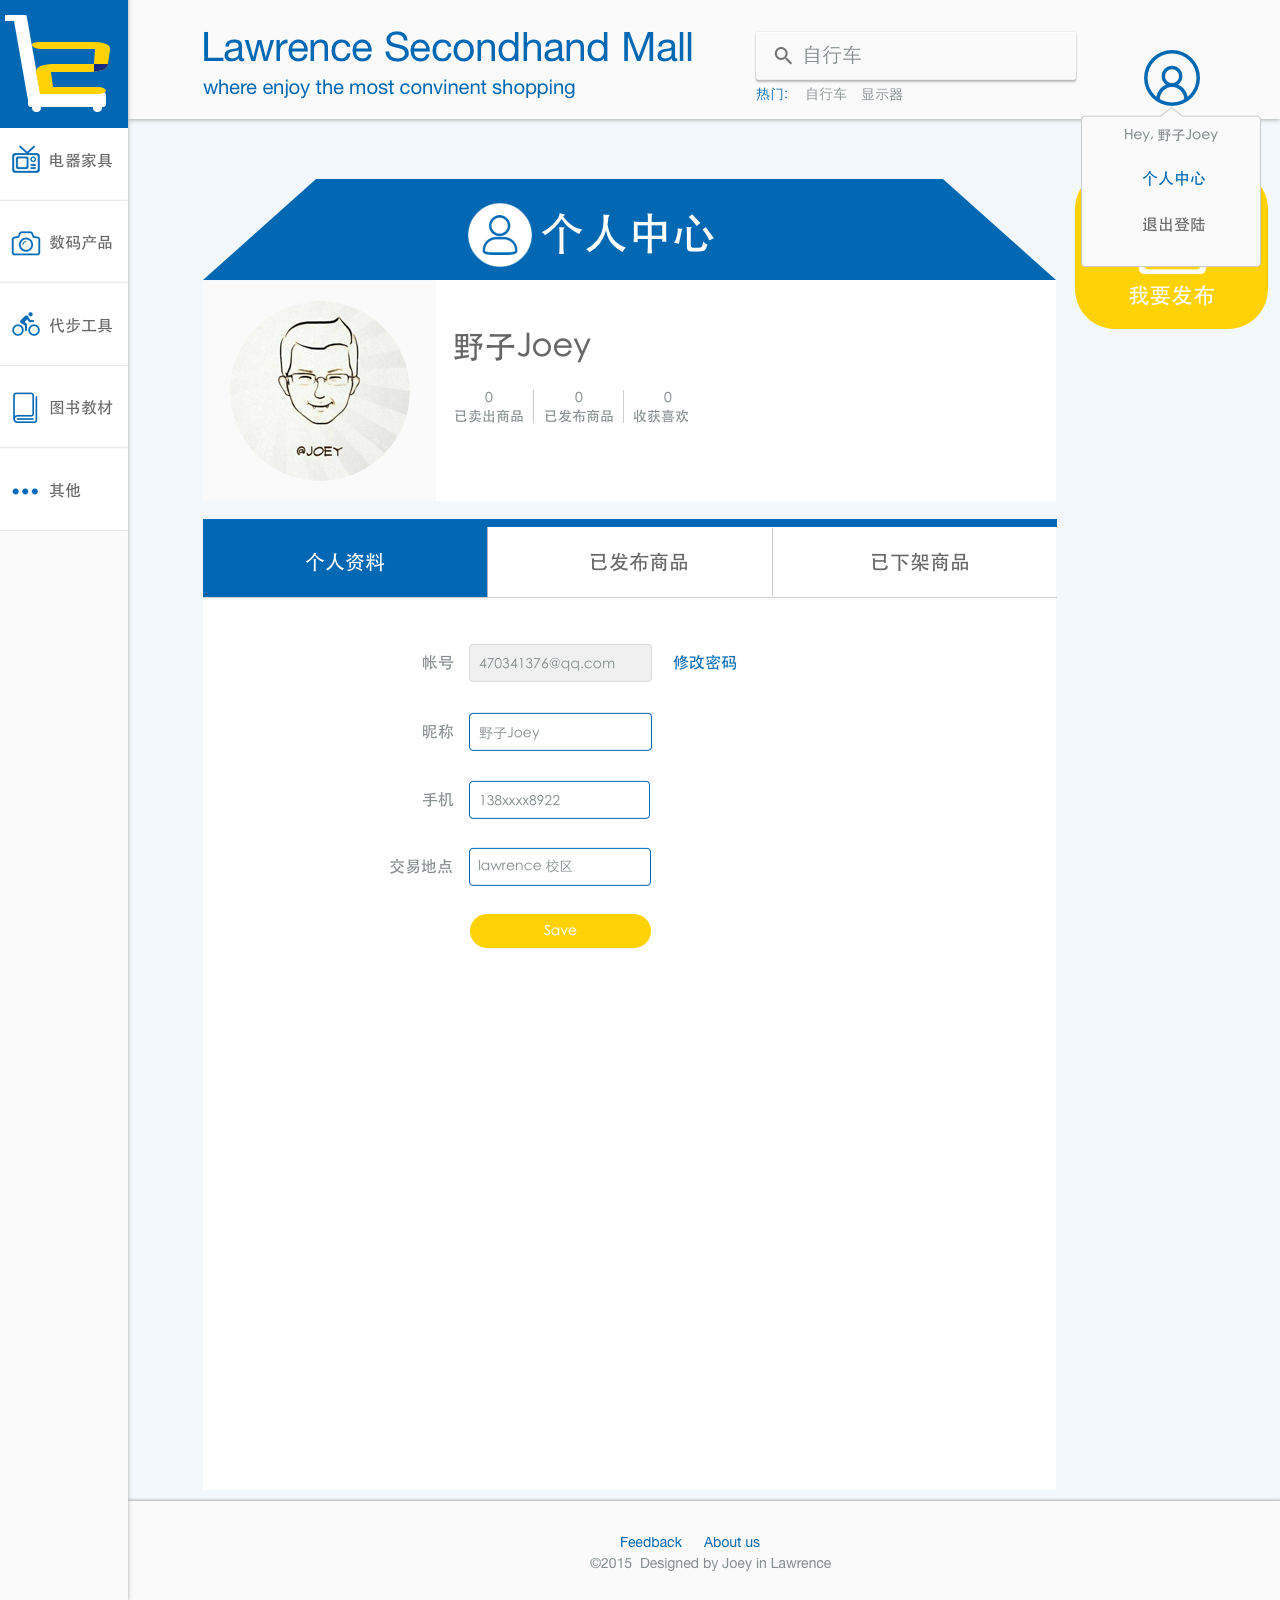 Lawrence Secondhand Mall
where enjoy the most convinent shopping
自行车
热门： 自行车 显示器
Hey, 野子Joey
个人中心
退出登陆
我要发布
电器家具
数码产品
代步工具
图书教材
其他
个人中心
@JOEY
野子Joey
0 0 0
已卖出商品 已发布商品 收获喜欢
个人资料 已发布商品 已下架商品
帐号 470341376@qq.com 修改密码
昵称 野子Joey
手机 138xxxx8922
交易地点 lawrence 校区
Save
Feedback About us
©2015 Designed by Joey in Lawrence